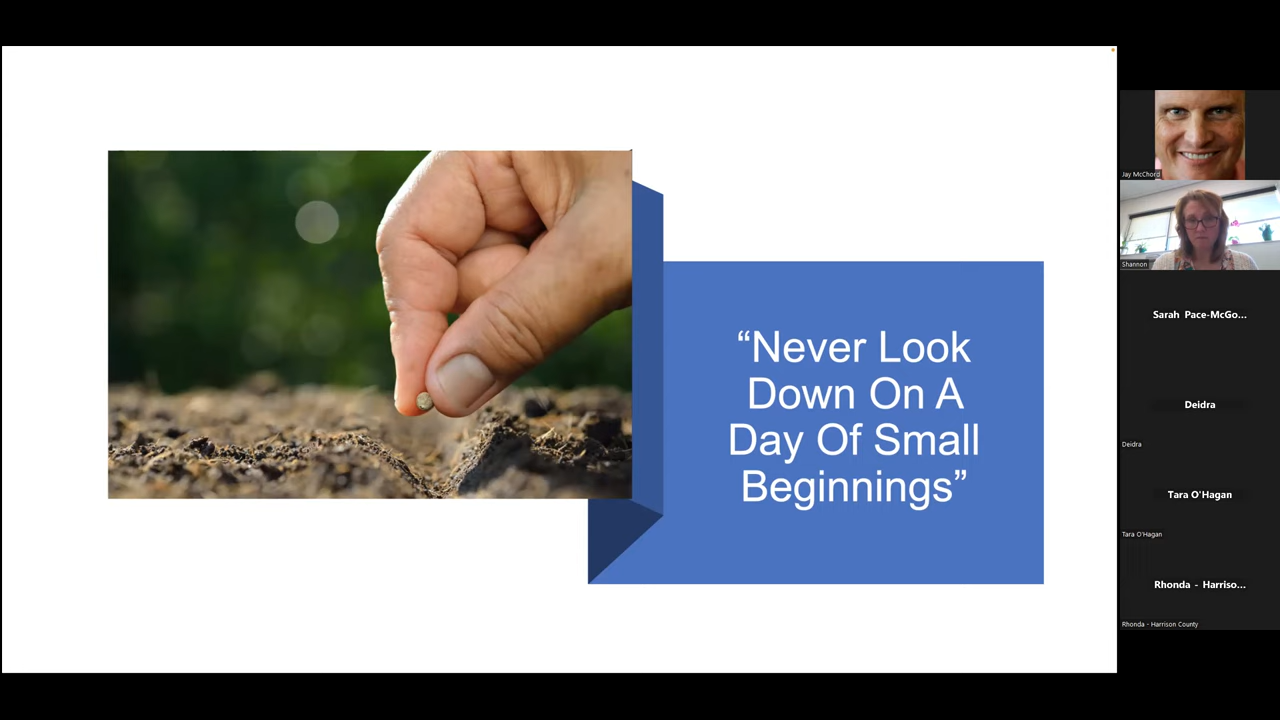 “Never Look
Down On A
Day Of Small
Beginnings”
Jay McChord
Shannon
Sarah Pace-McGo...
Deidra
Deidra
Tara O'Hagan
Tara O'Hagan
Rhonda - Harriso...
Rhonda - Harrison County